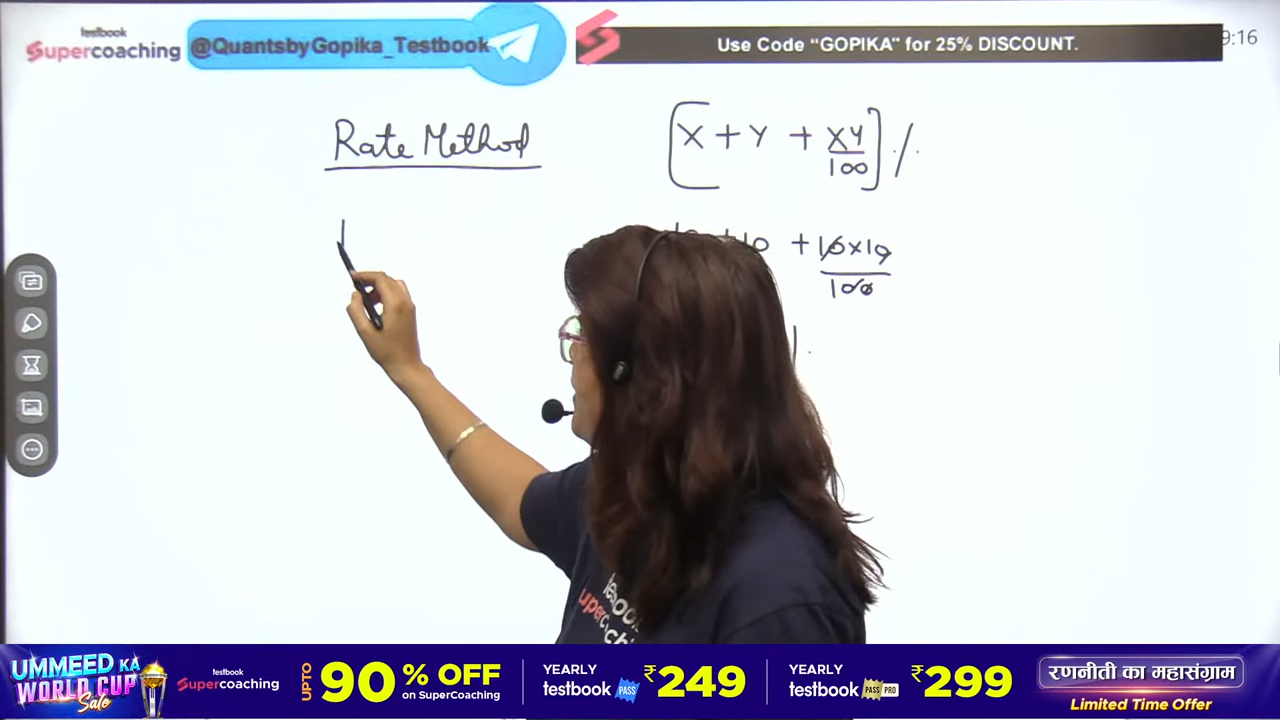 testbook
Supercoaching
@QuantsbyGopika_Testbook
Use Code “GOPIKA” for 25% DISCOUNT.
9:16
Rate Method
[X + Y + XY/100] %
+10 + 10×10/100
testbook
supercoaching
UMMEED KA
WORLD CUP
Sale
testbook
Supercoaching
UPTO
90% OFF
on SuperCoaching
YEARLY
testbook PASS
₹249
YEARLY
testbook PASS PRO
₹299
रणनीती का महासंग्राम
Limited Time Offer